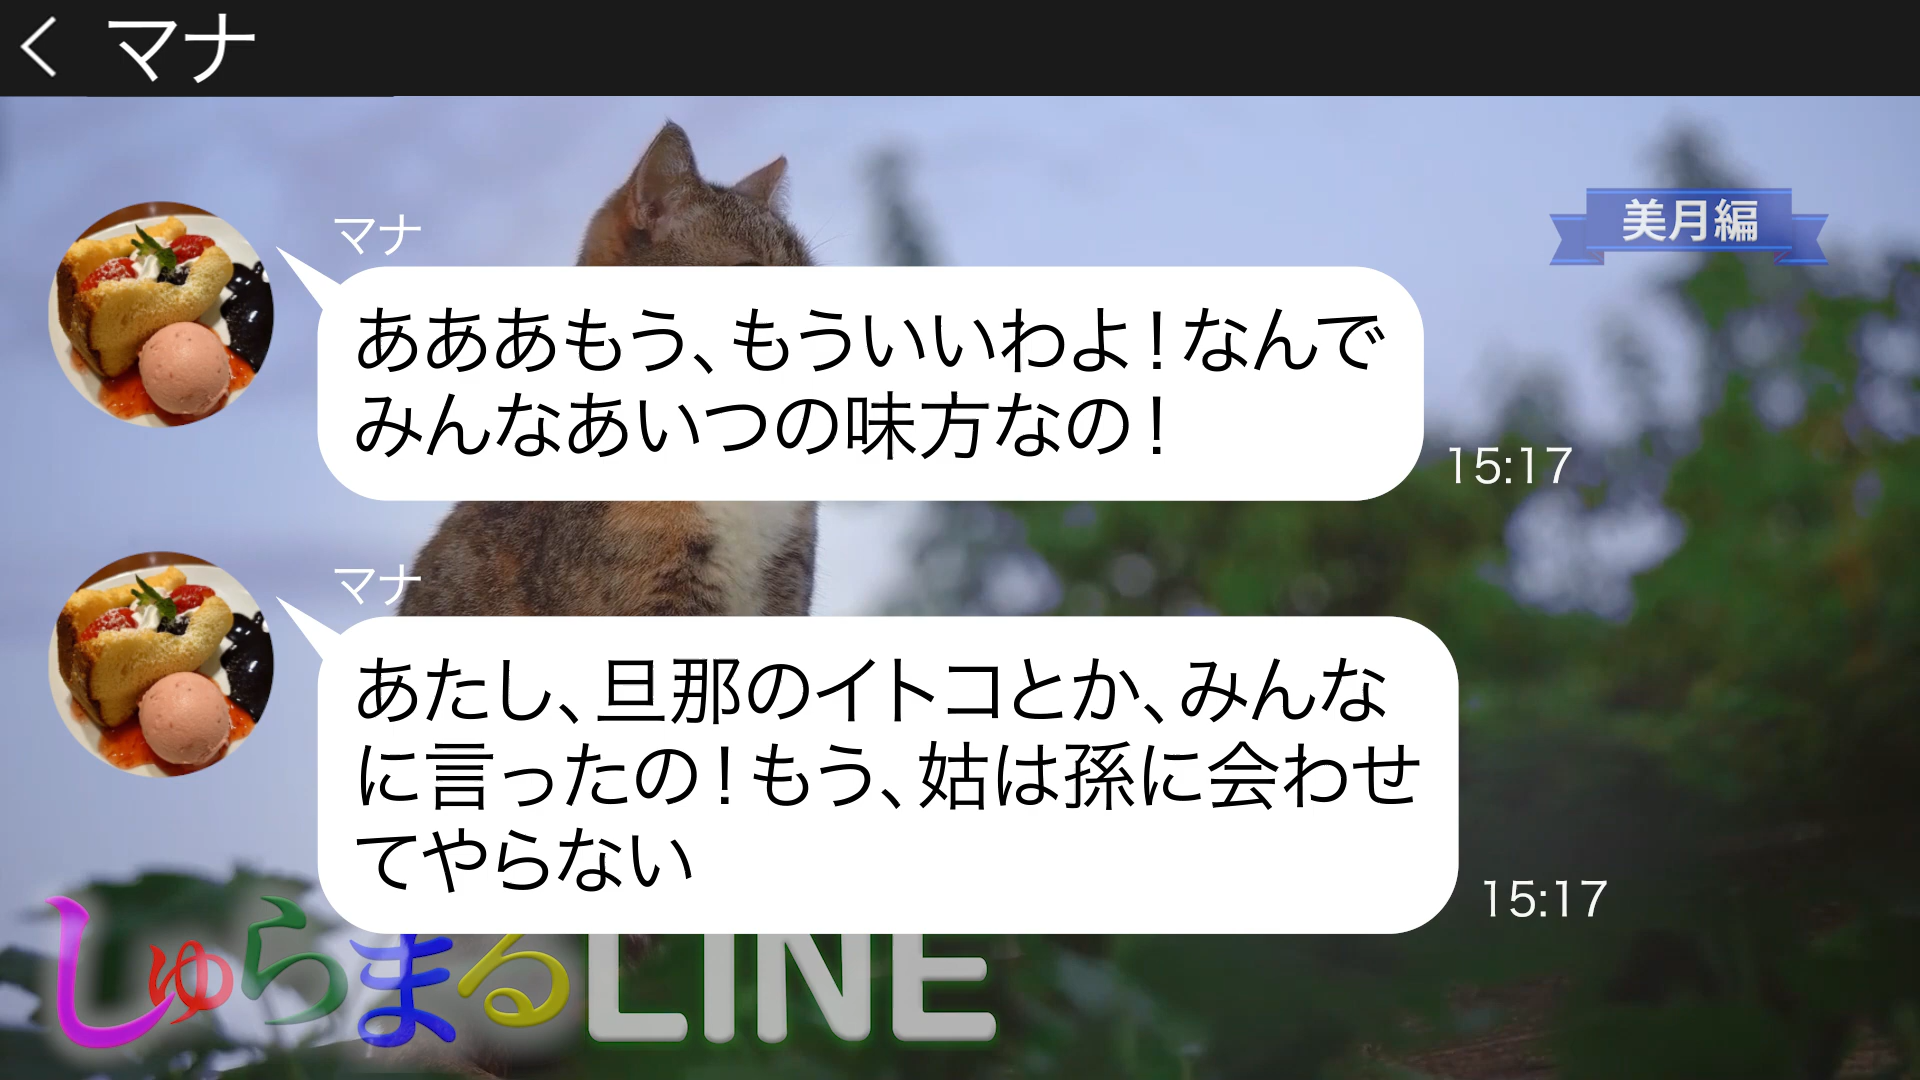 マナ
美月編
マナ
あああもう、もういいわよ！なんで
みんなあいつの味方なの！
15:17
マナ
あたし、旦那のイトコとか、みんな
に言ったの！もう、姑は孫に会わせ
てやらない
15:17
しゅらまるLINE